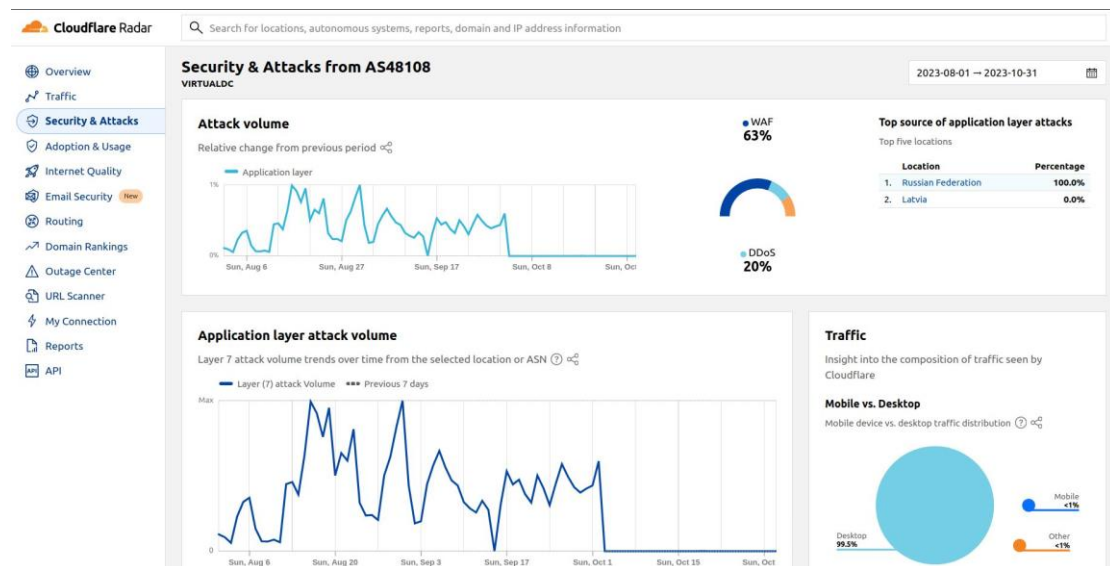 Cloudflare Radar
Search for locations, autonomous systems, reports, domain and IP address information
Overview
Traffic
Security & Attacks
Adoption & Usage
Internet Quality
Email Security New
Routing
Domain Rankings
Outage Center
URL Scanner
My Connection
Reports
API API
Security & Attacks from AS48108
VIRTUALDC
2023-08-01 → 2023-10-31
Attack volume
Relative change from previous period
Application layer
1%
0%
Sun, Aug 6 Sun, Aug 27 Sun, Sep 17 Sun, Oct 8 Sun, Oct
WAF
63%
DDoS
20%
Top source of application layer attacks
Top five locations
Location Percentage
1. Russian Federation 100.0%
2. Latvia 0.0%
Application layer attack volume
Layer 7 attack volume trends over time from the selected location or ASN ?
Layer (7) attack Volume Previous 7 days
Max
0
Sun, Aug 6 Sun, Aug 20 Sun, Sep 3 Sun, Sep 17 Sun, Oct 1 Sun, Oct 15 Sun, Oct
Traffic
Insight into the composition of traffic seen by
Cloudflare
Mobile vs. Desktop
Mobile device vs. desktop traffic distribution ?
Desktop
99.5%
Mobile
<1%
Other
<1%